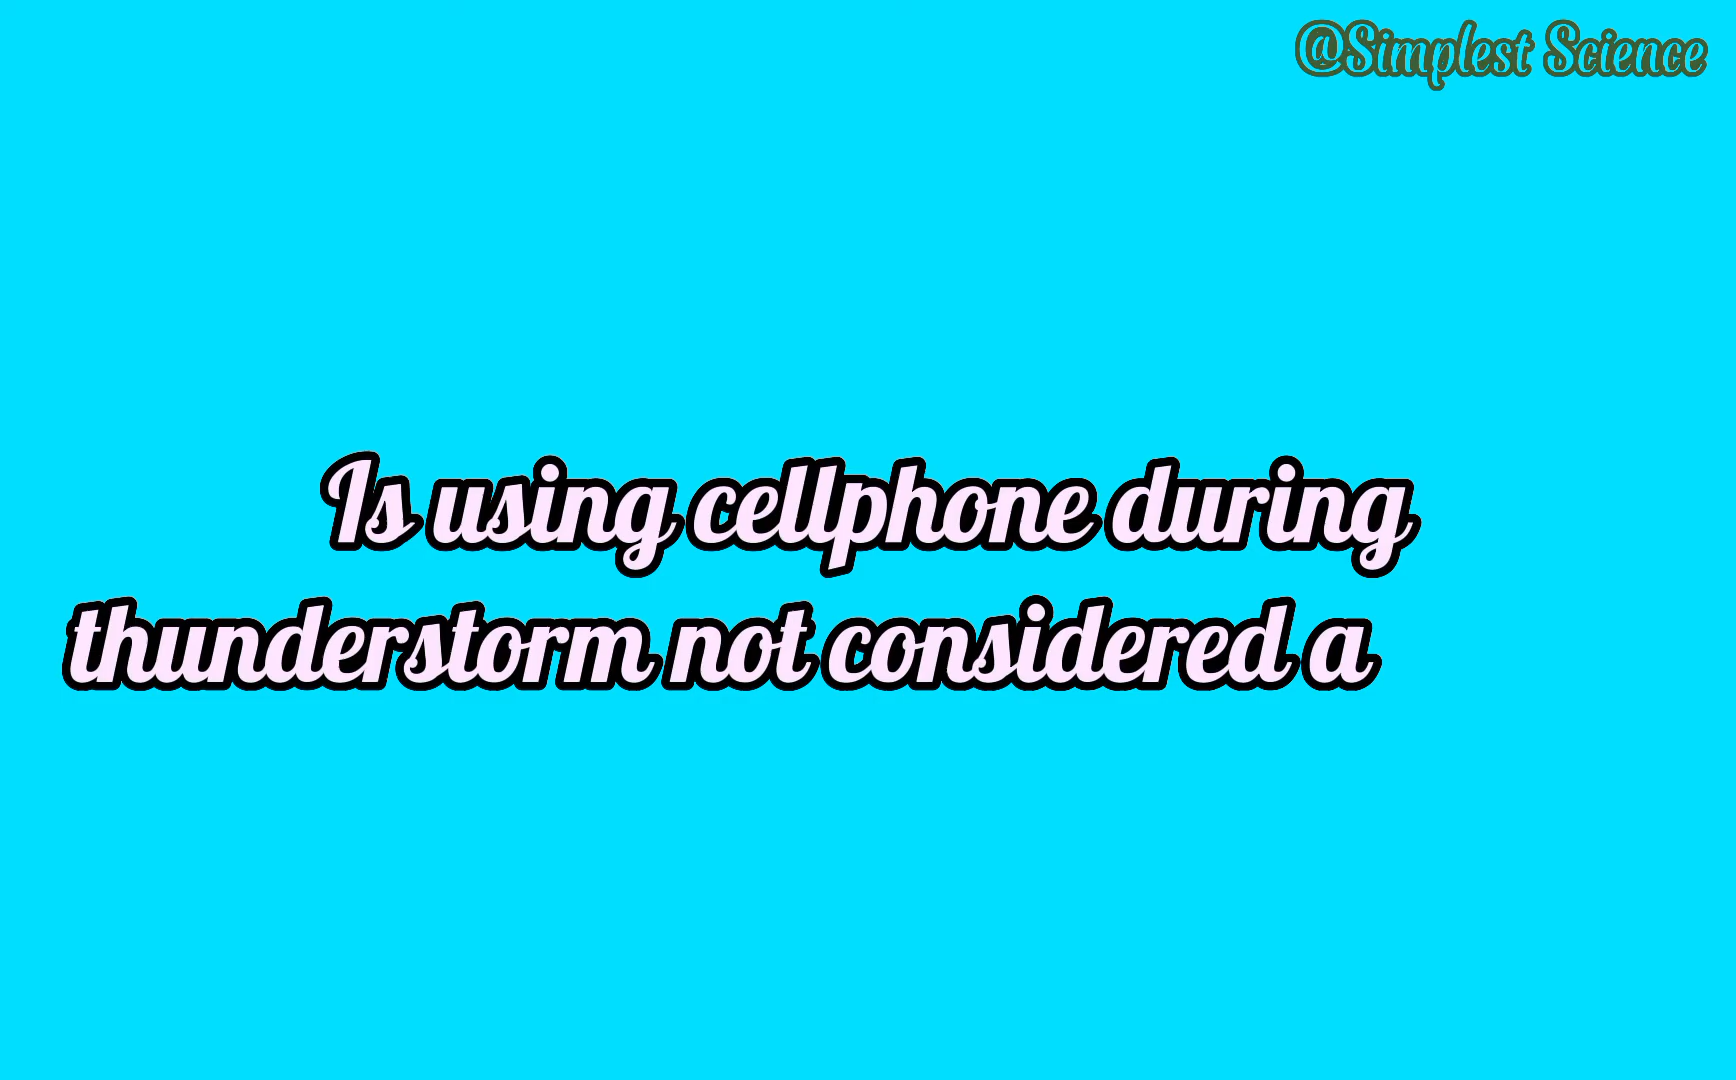 @Simplest Science
Is using cellphone during
thunderstorm not considered a